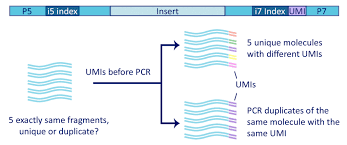 P5 i5 index Insert i7 Index UMI P7
5 unique molecules
with different UMIs
UMIs before PCR
UMIs
5 exactly same fragments,
unique or duplicate?
PCR duplicates of the
same molecule with the
same UMI